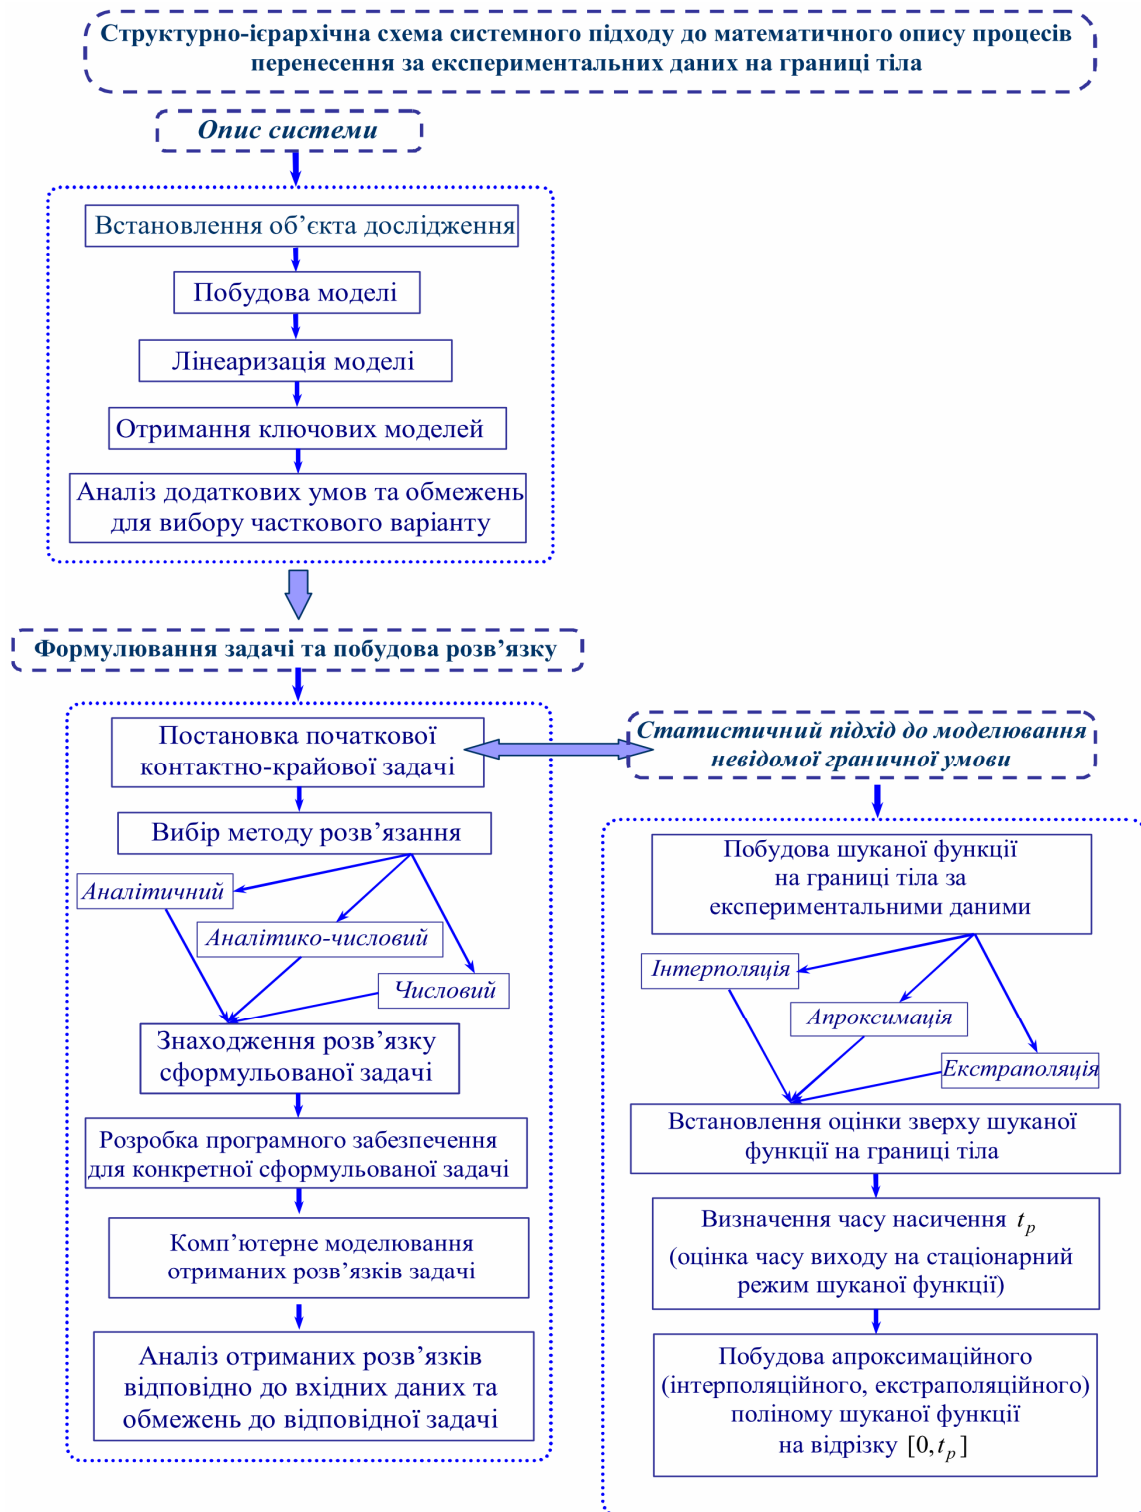 Структурно-ієрархічна схема системного підходу до математичного опису процесів
перенесення за експериментальних даних на границі тіла
Опис системи
Встановлення об’єкта дослідження
Побудова моделі
Лінеаризація моделі
Отримання ключових моделей
Аналіз додаткових умов та обмежень
для вибору часткового варіанту
Формулювання задачі та побудова розв’язку
Постановка початкової
контактно-крайової задачі
Вибір методу розв’язання
Аналітичний
Аналітико-числовий
Числовий
Знаходження розв’язку
сформульованої задачі
Розробка програмного забезпечення
для конкретної сформульованої задачі
Комп’ютерне моделювання
отриманих розв’язків задачі
Аналіз отриманих розв’язків
відповідно до вхідних даних та
обмежень до відповідної задачі
Статистичний підхід до моделювання
невідомої граничної умови
Побудова шуканої функції
на границі тіла за
експериментальними даними
Інтерполяція
Апроксимація
Екстраполяція
Встановлення оцінки зверху шуканої
функції на границі тіла
Визначення часу насичення t_p
(оцінка часу виходу на стаціонарний
режим шуканої функції)
Побудова апроксимаційного
(інтерполяційного, екстраполяційного)
поліному шуканої функції
на відрізку [0, t_p]